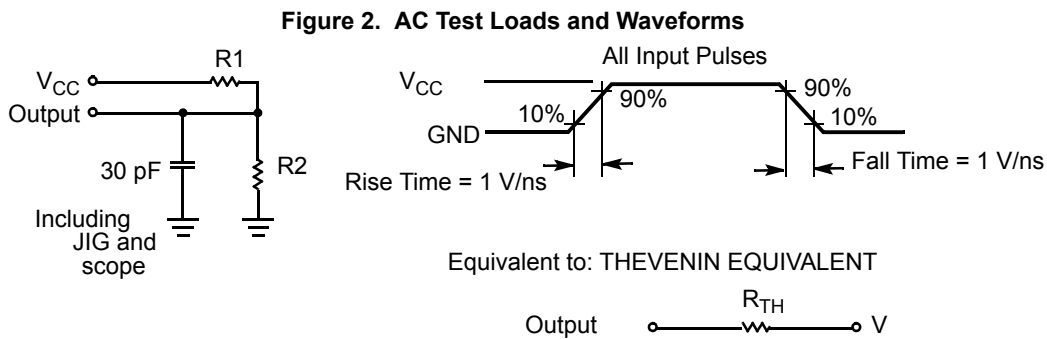 Figure 2. AC Test Loads and Waveforms
R1
VCC
Output
30 pF
R2
Including
JIG and
scope
All Input Pulses
VCC
GND
10%
90%
90%
10%
Rise Time = 1 V/ns
Fall Time = 1 V/ns
Equivalent to: THEVENIN EQUIVALENT
RTH
Output
V